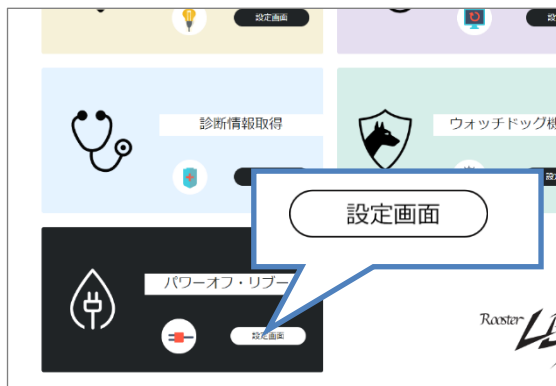 設定画面
診断情報取得
ウォッチドッグ機
設定画面
パワーオフ・リブー
設定画面
Rooster